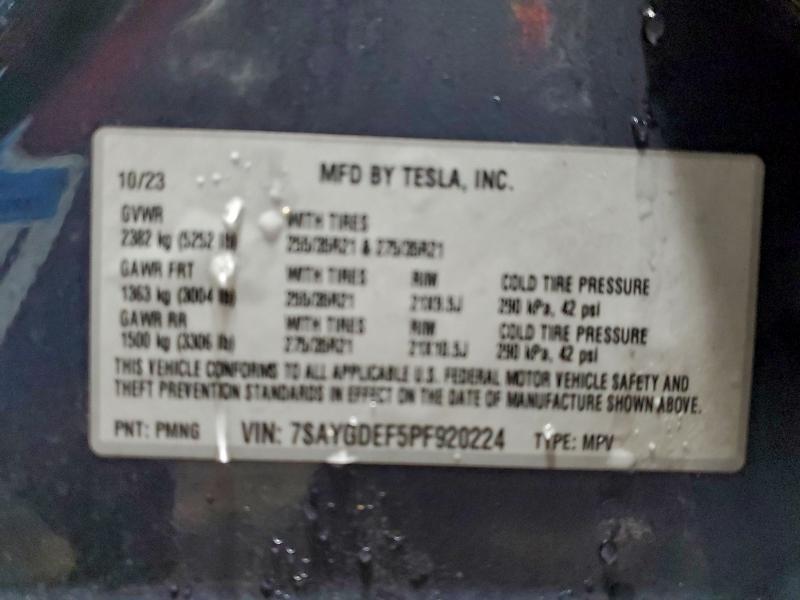 MFD BY TESLA, INC.
10/23
GVWR WITH TIRES
2382 kg (5252 lb) 255/35R21 & 275/35R21
GAWR FRT WITH TIRES RIM COLD TIRE PRESSURE
1363 kg (3004 lb) 255/35R21 21X9.5J 290 kPa, 42 psi
GAWR RR WITH TIRES RIM COLD TIRE PRESSURE
1500 kg (3306 lb) 275/35R21 21X10.5J 290 kPa, 42 psi
THIS VEHICLE CONFORMS TO ALL APPLICABLE U.S. FEDERAL MOTOR VEHICLE SAFETY AND
THEFT PREVENTION STANDARDS IN EFFECT ON THE DATE OF MANUFACTURE SHOWN ABOVE.
PNT: PMNG VIN: 7SAYGDEF5PF920224 TYPE: MPV